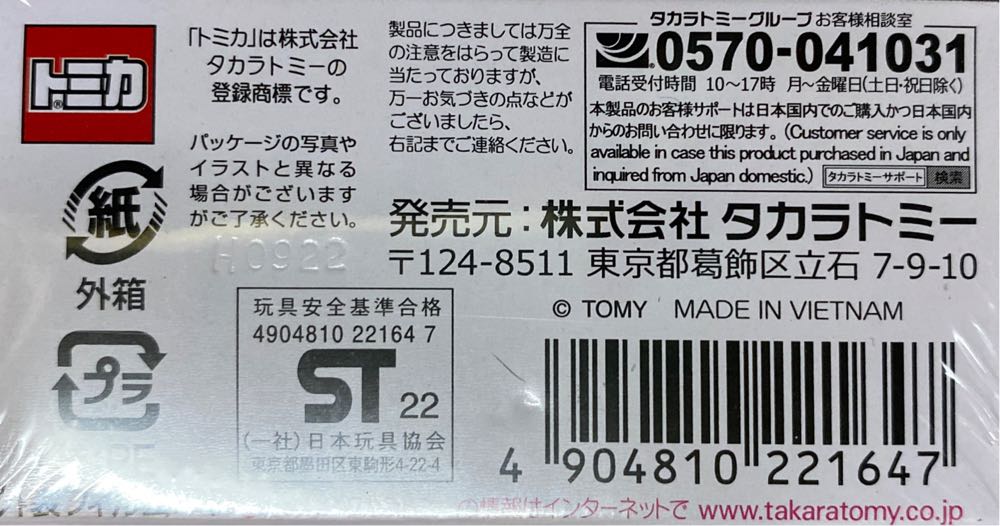 トミカ®
「トミカ」は株式会社
タカラトミーの
登録商標です。
パッケージの写真や
イラストと異なる
場合がございます
がご了承ください。
H0922
紙
外箱
プラ
玩具安全基準合格
4904810 22164 7
ST 22
(一社)日本玩具協会
東京都墨田区東駒形4-22-4
製品につきましては万全
の注意をはらって製造に
当たっておりますが、
万一お気づきの点などが
ございましたら、
右記までご連絡ください。
タカラトミーグループ お客様相談室
0570-041031
電話受付時間 10〜17時 月〜金曜日(土日・祝日除く)
本製品のお客様サポートは日本国内でのご購入かつ日本国内
からのお問い合わせに限ります。(Customer service is only
available in case this product purchased in Japan and
inquired from Japan domestic.) タカラトミーサポート 検索
発売元：株式会社 タカラトミー
〒124-8511 東京都葛飾区立石 7-9-10
© TOMY MADE IN VIETNAM
4 904810 221647
の情報はインターネットで www.takaratomy.co.jp